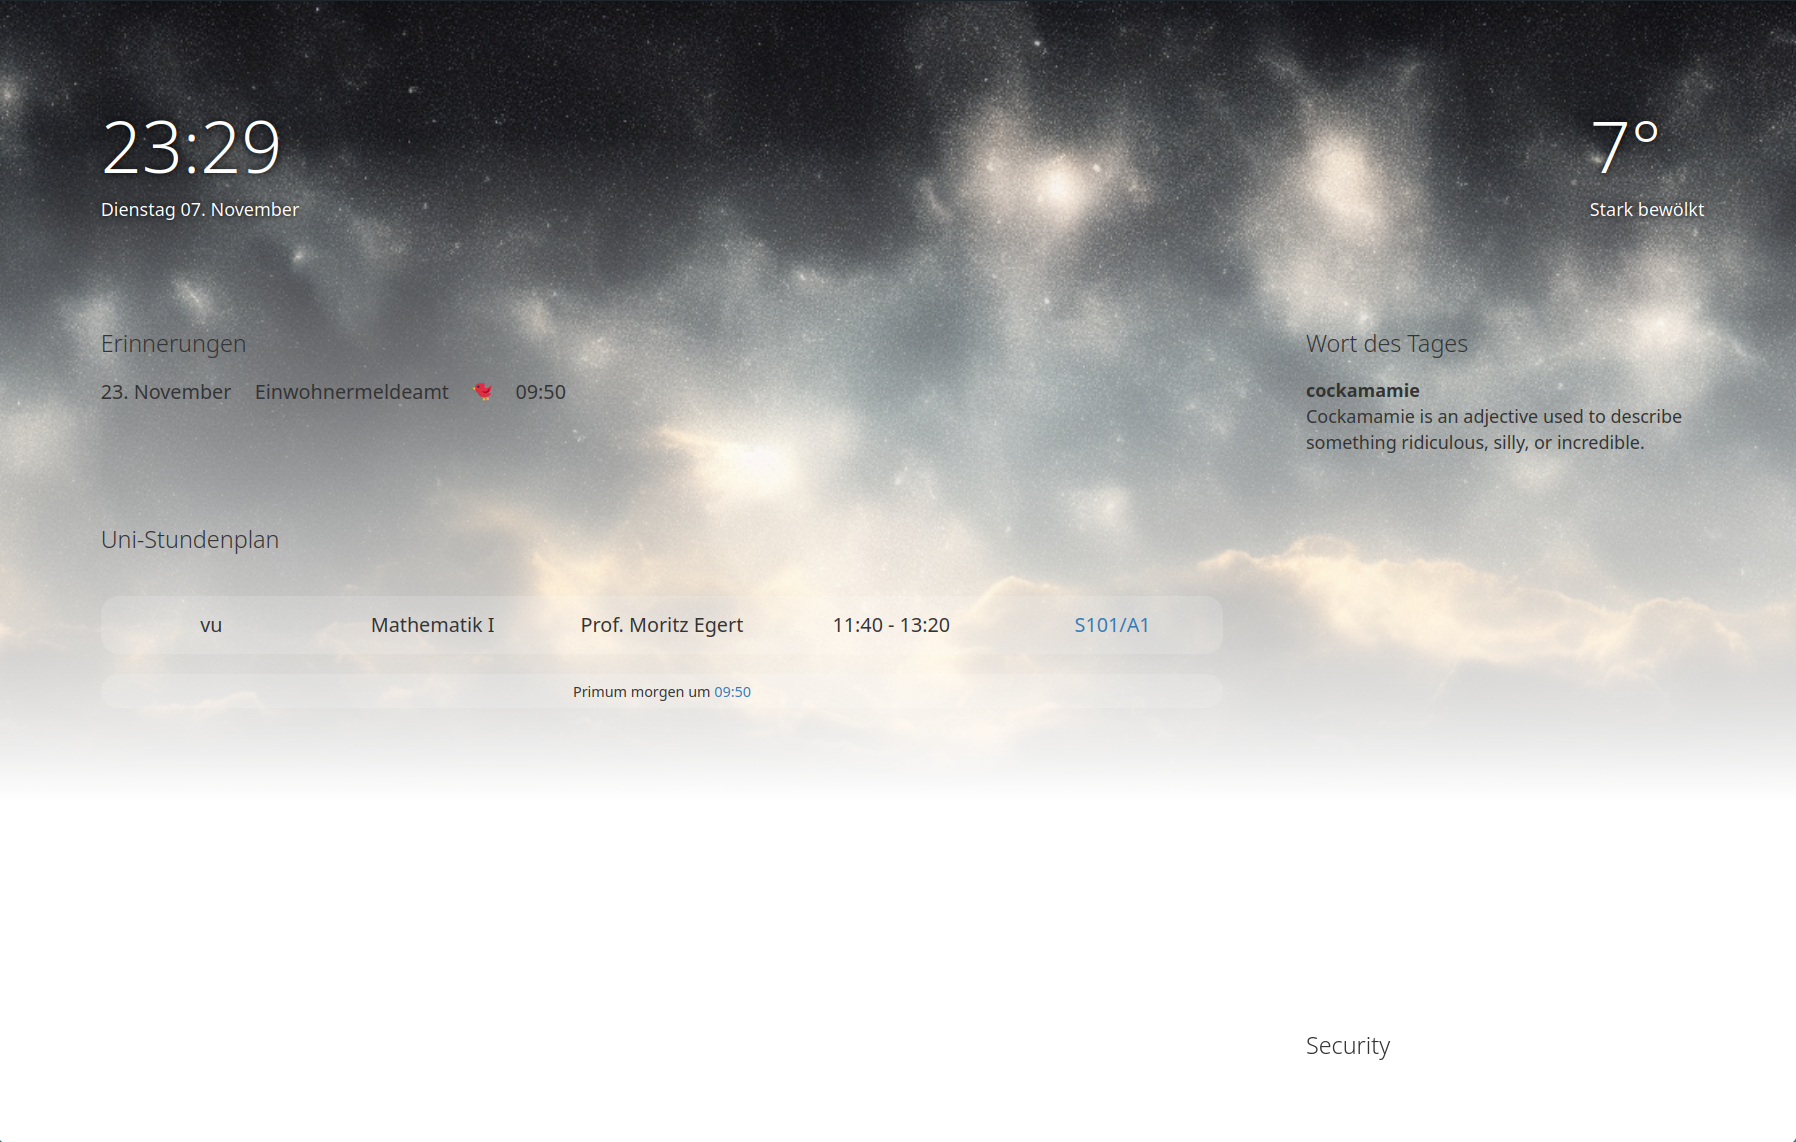 23:29
Dienstag 07. November
7°
Stark bewölkt
Erinnerungen
23. November Einwohnermeldeamt 🐦 09:50
Wort des Tages
cockamamie
Cockamamie is an adjective used to describe
something ridiculous, silly, or incredible.
Uni-Stundenplan
vu Mathematik I Prof. Moritz Egert 11:40 - 13:20 S101/A1
Primum morgen um 09:50
Security